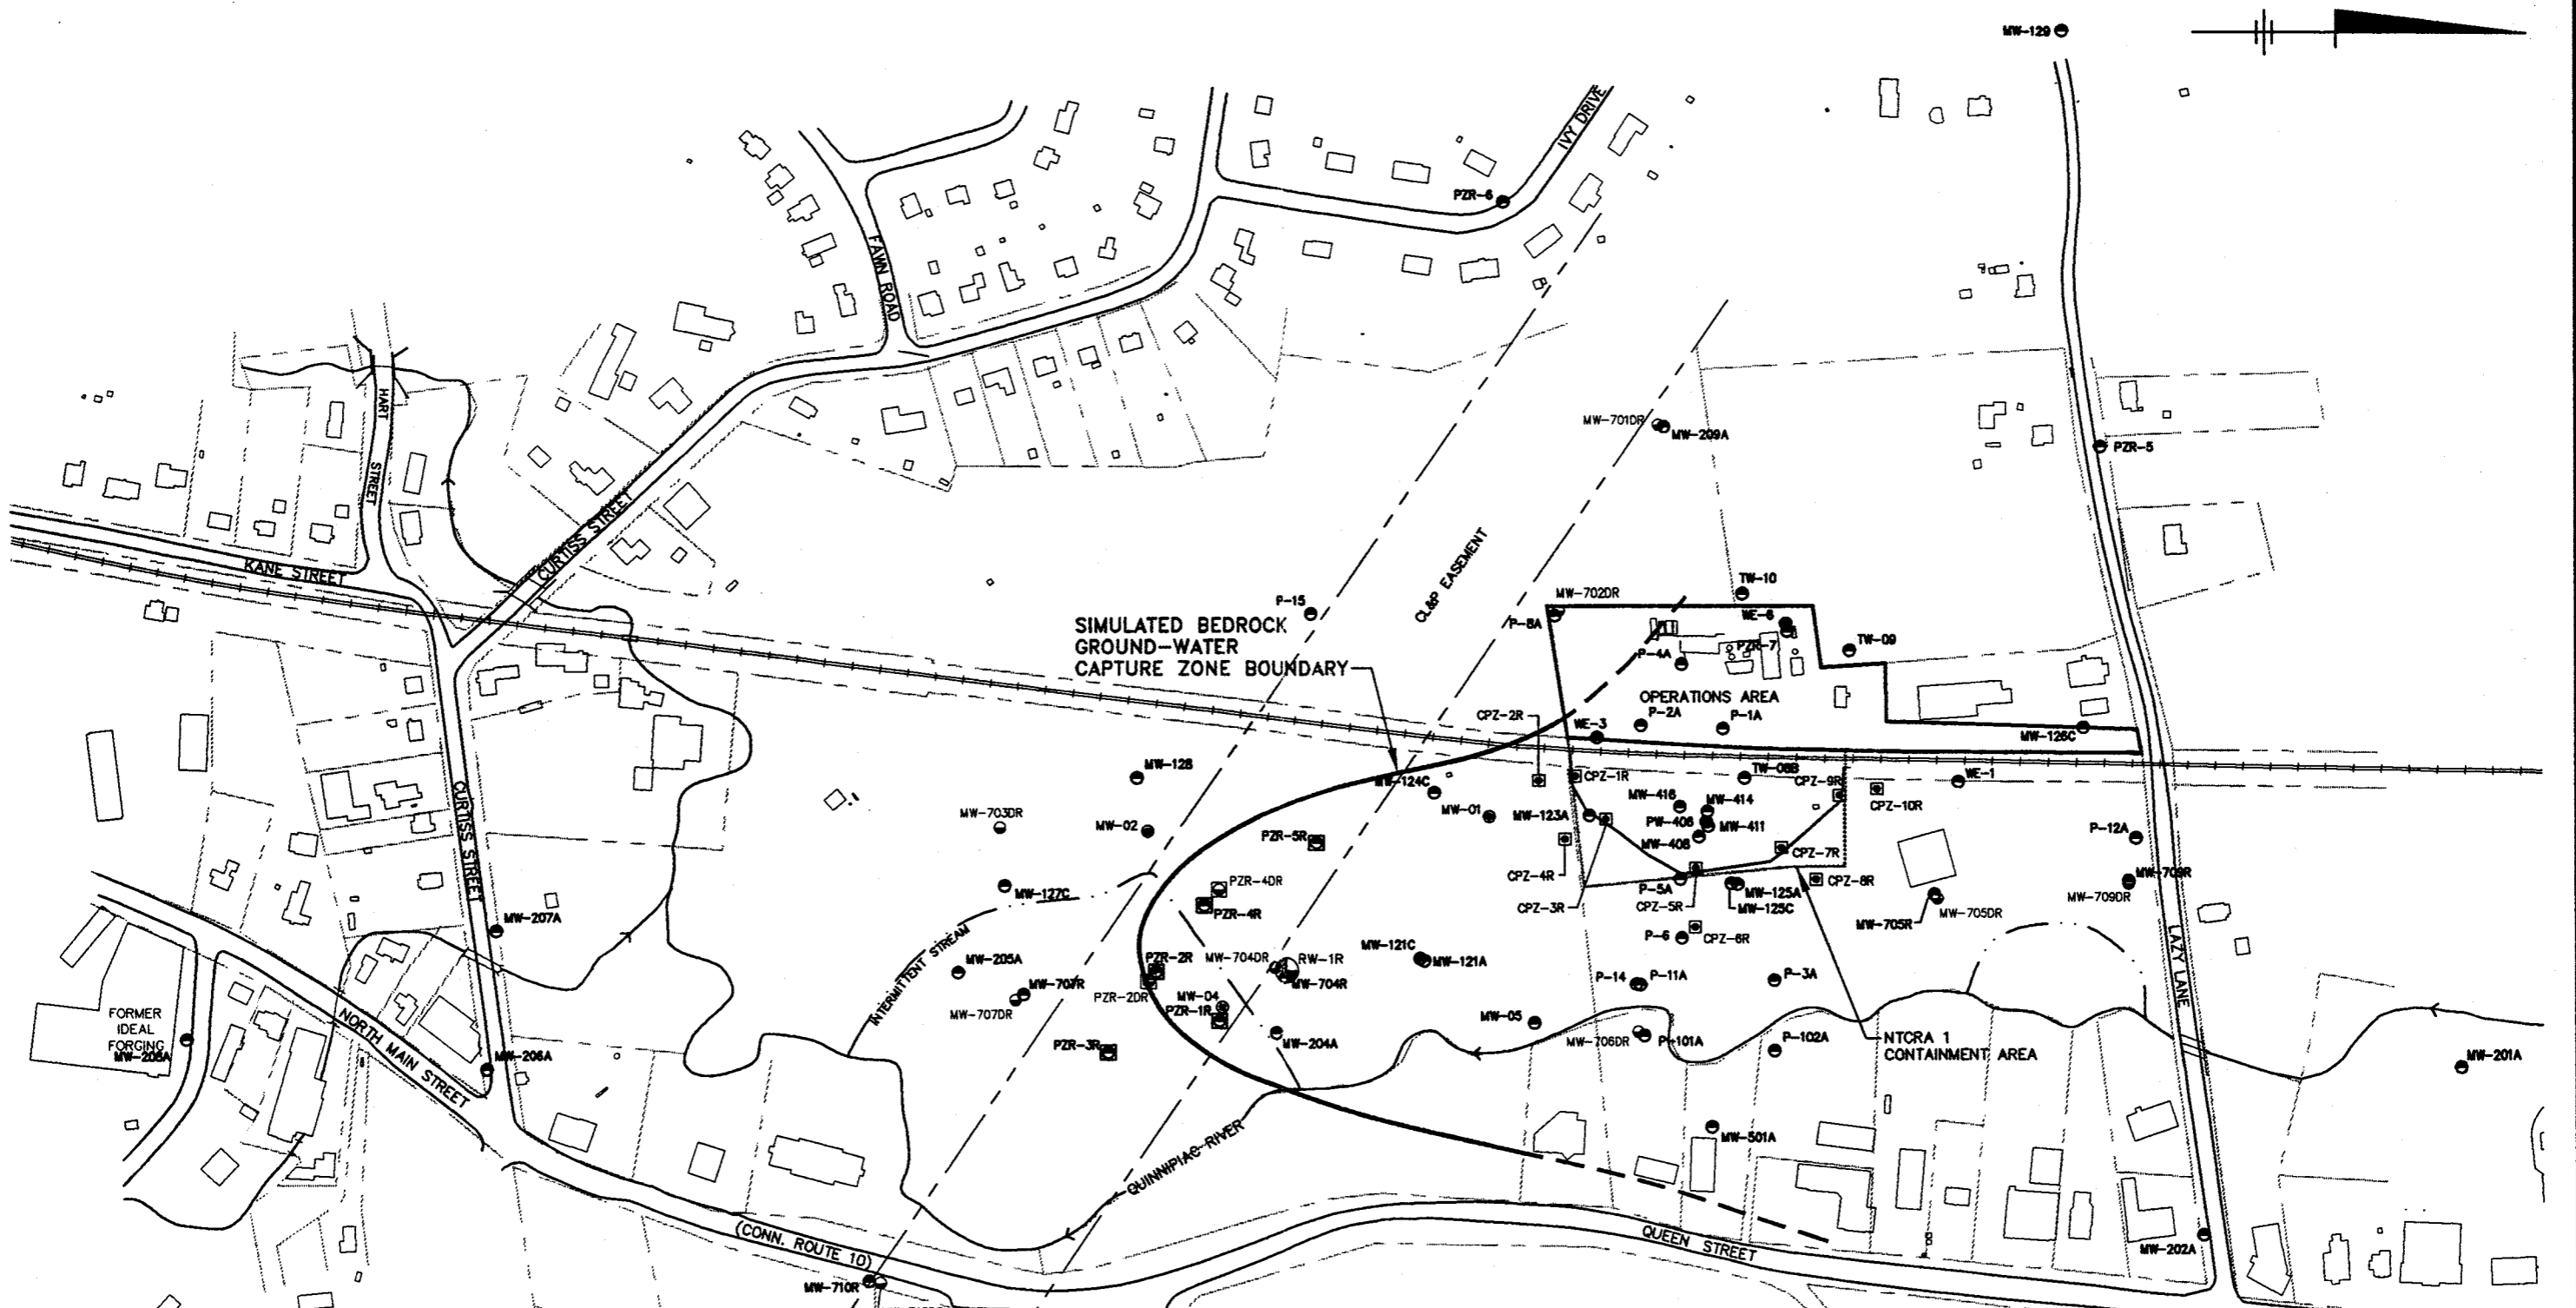 MW-129
IVY DRIVE
PZR-6
FAWN ROAD
HART
STREET
MW-701DR
MW-209A
PZR-5
CURTISS STREET
KANE STREET
CL&P EASEMENT
TW-10
MW-702DR
P-15
P-8A
WE-6
SIMULATED BEDROCK
GROUND-WATER
CAPTURE ZONE BOUNDARY
PZR-7
TW-09
P-4A
OPERATIONS AREA
CPZ-2R
WE-3
P-2A
P-1A
MW-126C
MW-128
MW-124C
CPZ-1R
TW-08B
CPZ-9R
WE-1
CPZ-10R
MW-703DR
MW-02
MW-01
MW-123A
MW-416
MW-414
PW-406
MW-411
MW-408
P-12A
PZR-5R
CPZ-7R
CURTISS STREET
CPZ-4R
PZR-4DR
P-5A
CPZ-8R
MW-709R
MW-127C
MW-125A
MW-709DR
PZR-4R
CPZ-3R
CPZ-5R
MW-125C
MW-705R
MW-705DR
MW-207A
INTERMITTENT STREAM
P-6
CPZ-6R
LAZY LANE
MW-205A
PZR-2R
MW-704DR
RW-1R
MW-121C
MW-121A
MW-707R
PZR-2DR
MW-704R
P-14
P-11A
P-3A
MW-707DR
MW-04
PZR-1R
FORMER
IDEAL
FORGING
MW-208A
NORTH MAIN STREET
MW-206A
PZR-3R
MW-204A
MW-05
MW-706DR
P-101A
P-102A
NTCRA 1
CONTAINMENT AREA
MW-201A
QUINNIPIAC RIVER
MW-501A
(CONN. ROUTE 10)
QUEEN STREET
MW-202A
MW-710R